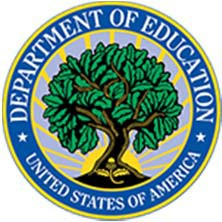 DEPARTMENT OF EDUCATION
UNITED STATES OF AMERICA